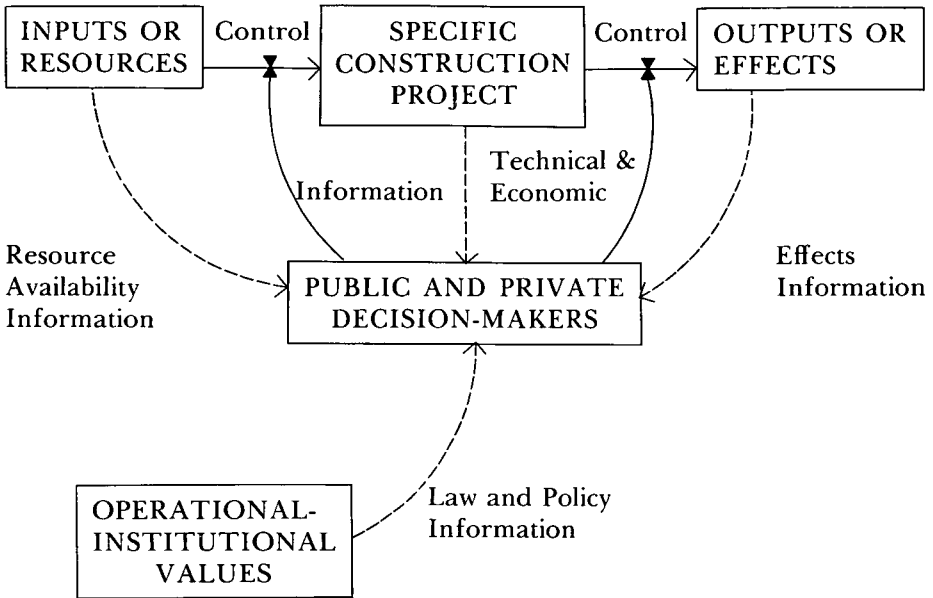 INPUTS OR
RESOURCES
Control
SPECIFIC
CONSTRUCTION
PROJECT
Control
OUTPUTS OR
EFFECTS
Information
Technical &
Economic
Resource
Availability
Information
PUBLIC AND PRIVATE
DECISION-MAKERS
Effects
Information
OPERATIONAL-
INSTITUTIONAL
VALUES
Law and Policy
Information